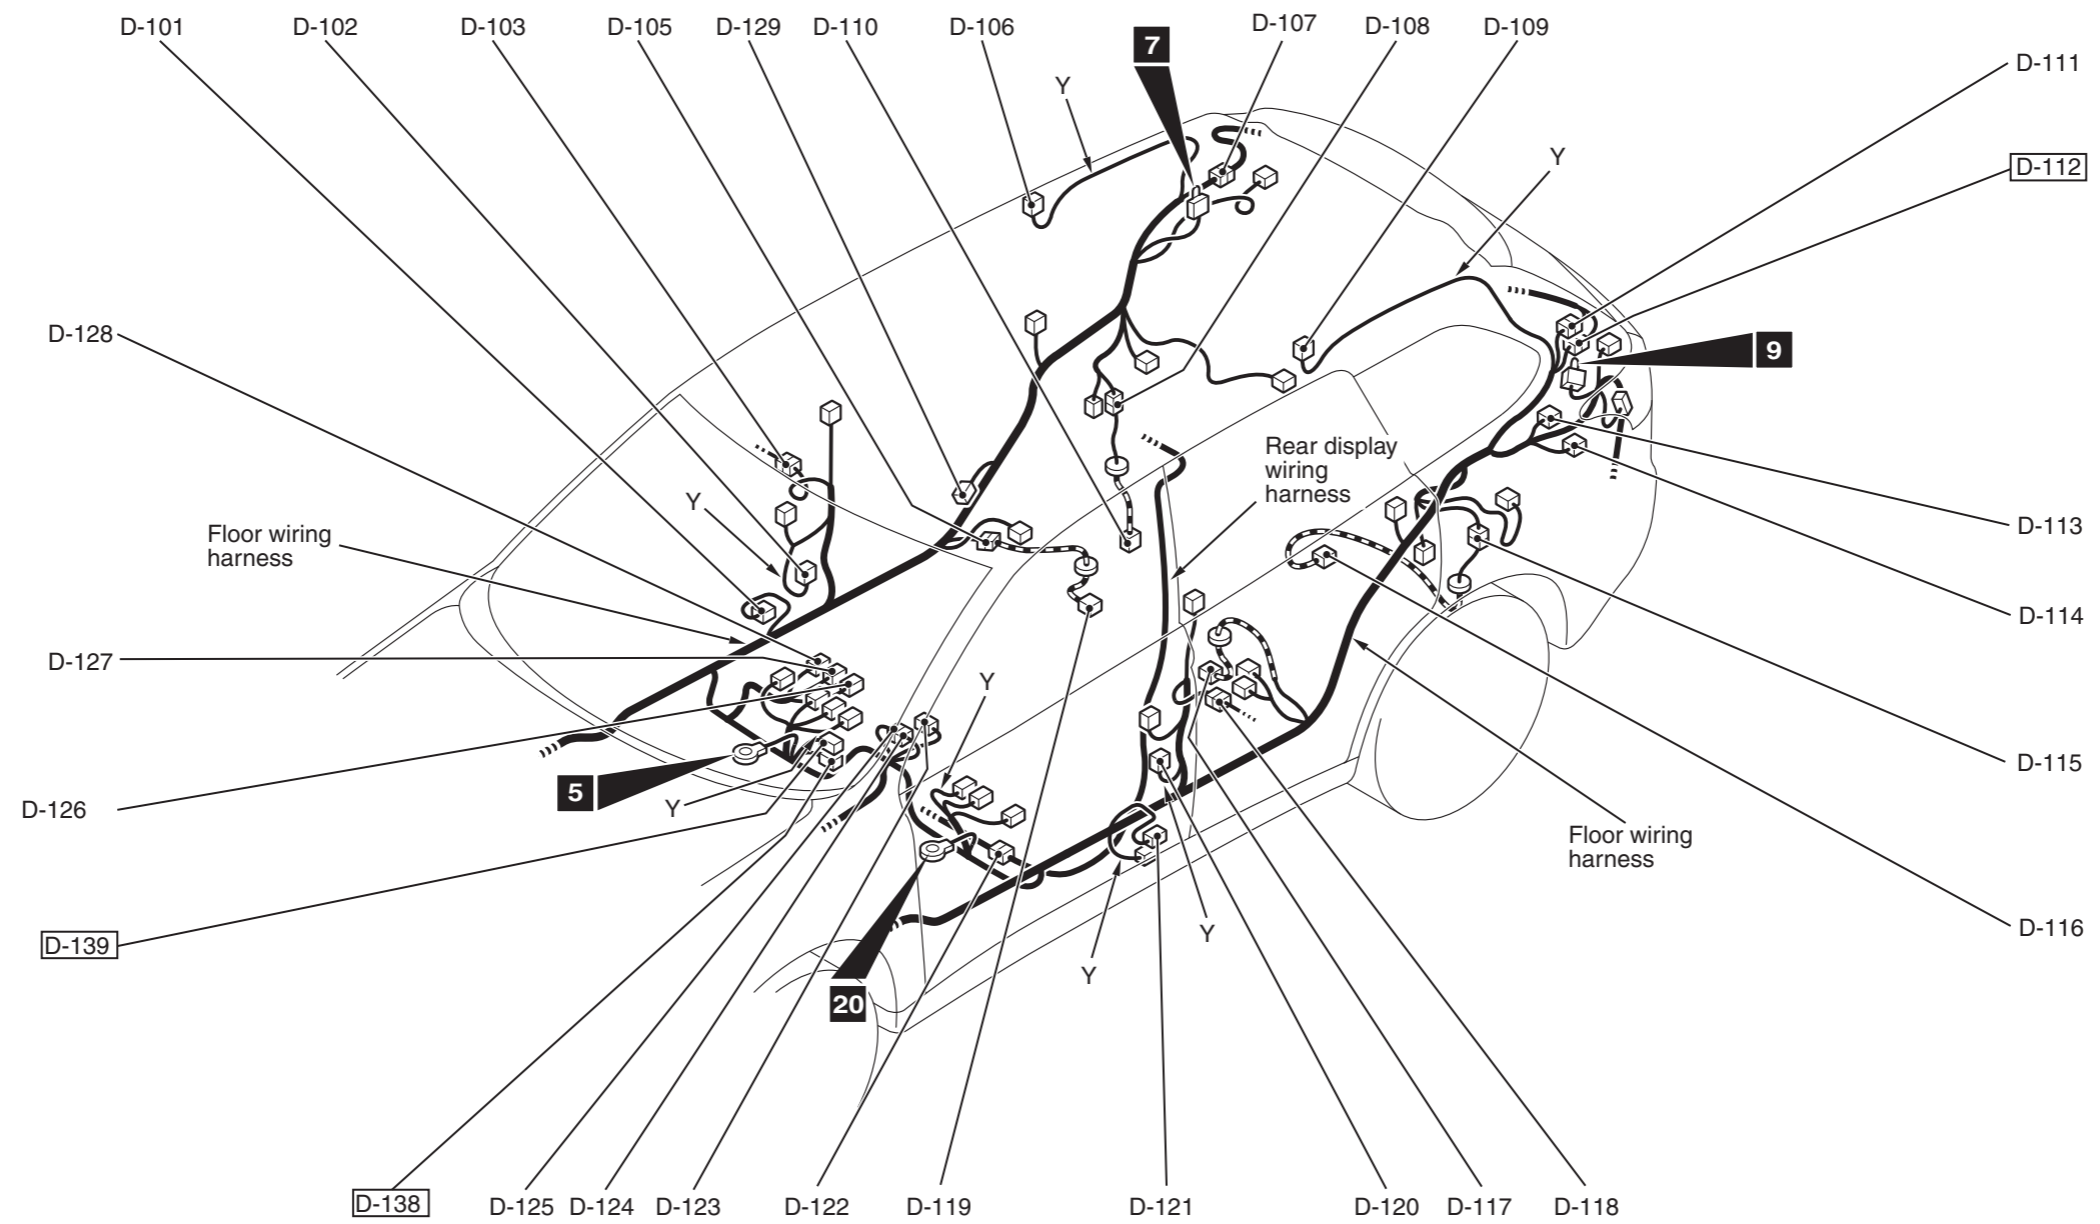 D-101
D-102
D-103
D-105
D-129
D-110
D-106
D-107
D-108
D-109
7
Y
D-111
Y
D-112
D-128
9
Rear display
wiring
harness
Y
Floor wiring
harness
D-113
D-114
D-127
Y
D-115
5
Y
D-126
Floor wiring
harness
D-116
Y
D-139
Y
20
D-138
D-125
D-124
D-123
D-122
D-119
D-121
D-120
D-117
D-118